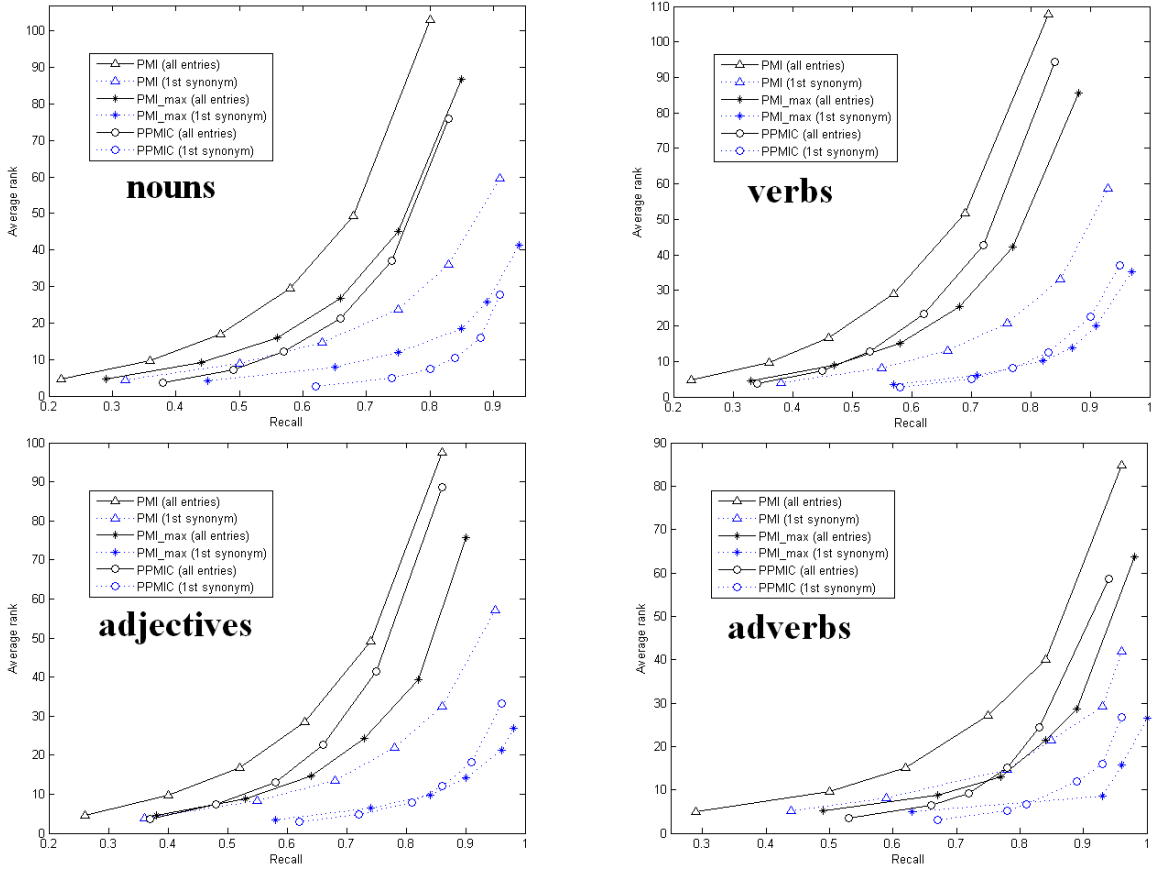 100
90
80
70
60
50
40
30
20
10
0
Average rank
PMI (all entries)
PMI (1st synonym)
PMI_max (all entries)
PMI_max (1st synonym)
PPMIC (all entries)
PPMIC (1st synonym)
nouns
0.2 0.3 0.4 0.5 0.6 0.7 0.8 0.9
Recall
110
100
90
80
70
60
50
40
30
20
10
0
Average rank
PMI (all entries)
PMI (1st synonym)
PMI_max (all entries)
PMI_max (1st synonym)
PPMIC (all entries)
PPMIC (1st synonym)
verbs
0.2 0.3 0.4 0.5 0.6 0.7 0.8 0.9 1
Recall
100
90
80
70
60
50
40
30
20
10
0
Average rank
PMI (all entries)
PMI (1st synonym)
PMI_max (all entries)
PMI_max (1st synonym)
PPMIC (all entries)
PPMIC (1st synonym)
adjectives
0.2 0.3 0.4 0.5 0.6 0.7 0.8 0.9 1
Recall
90
80
70
60
50
40
30
20
10
0
Average rank
PMI (all entries)
PMI (1st synonym)
PMI_max (all entries)
PMI_max (1st synonym)
PPMIC (all entries)
PPMIC (1st synonym)
adverbs
0.3 0.4 0.5 0.6 0.7 0.8 0.9 1
Recall